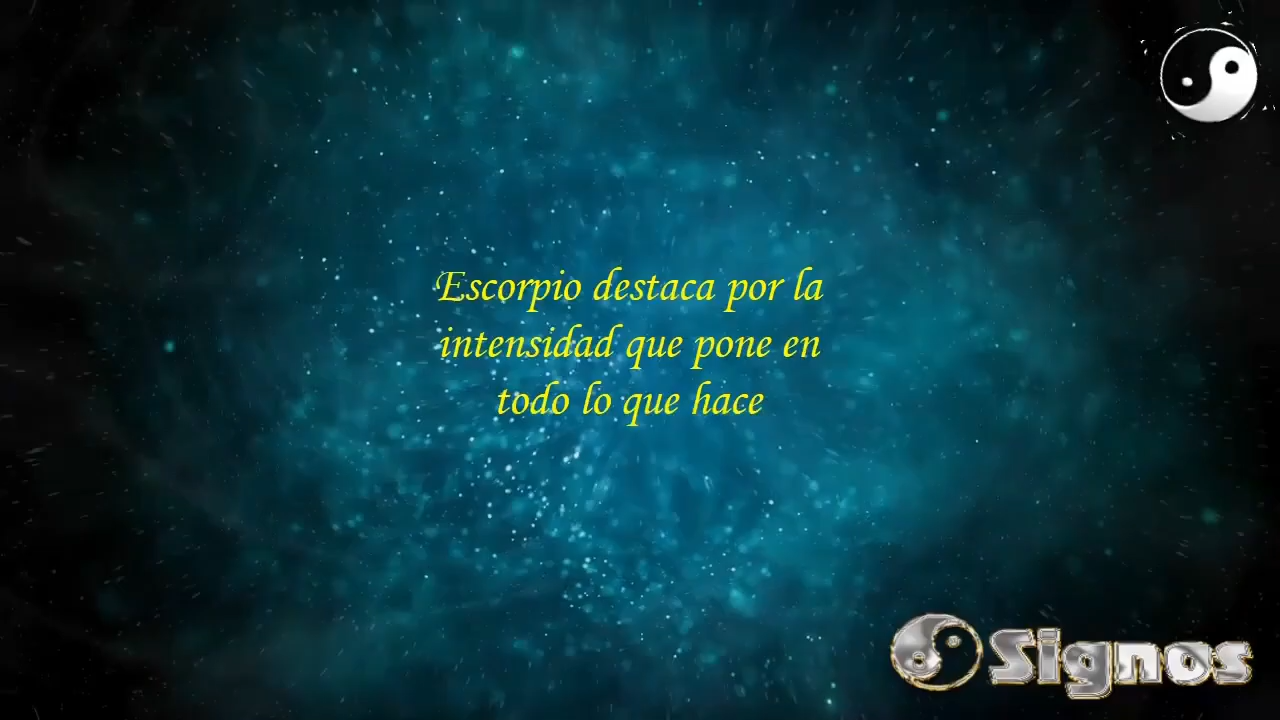 Escorpio destaca por la
intensidad que pone en
todo lo que hace
Signos